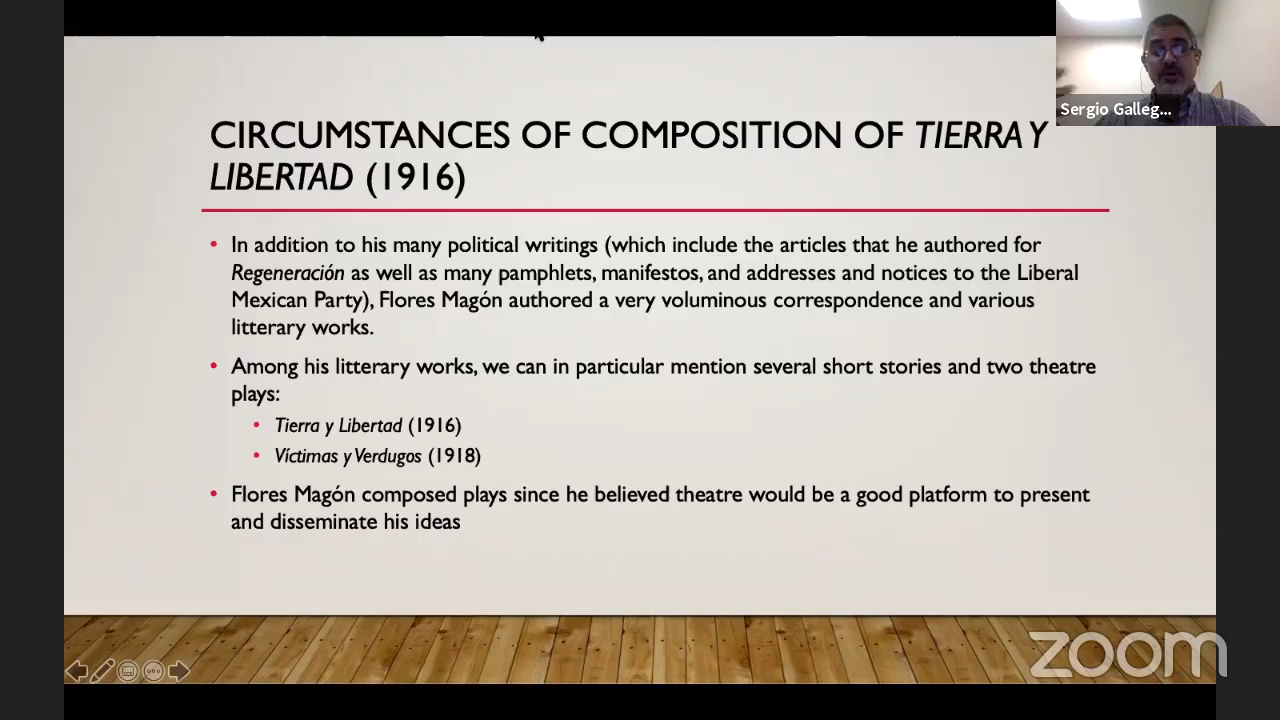 CIRCUMSTANCES OF COMPOSITION OF TIERRA Y
LIBERTAD (1916)
• In addition to his many political writings (which include the articles that he authored for
Regeneración as well as many pamphlets, manifestos, and addresses and notices to the Liberal
Mexican Party), Flores Magón authored a very voluminous correspondence and various
litterary works.
• Among his litterary works, we can in particular mention several short stories and two theatre
plays:
• Tierra y Libertad (1916)
• Víctimas y Verdugos (1918)
• Flores Magón composed plays since he believed theatre would be a good platform to present
and disseminate his ideas
Sergio Galleg...
zoom